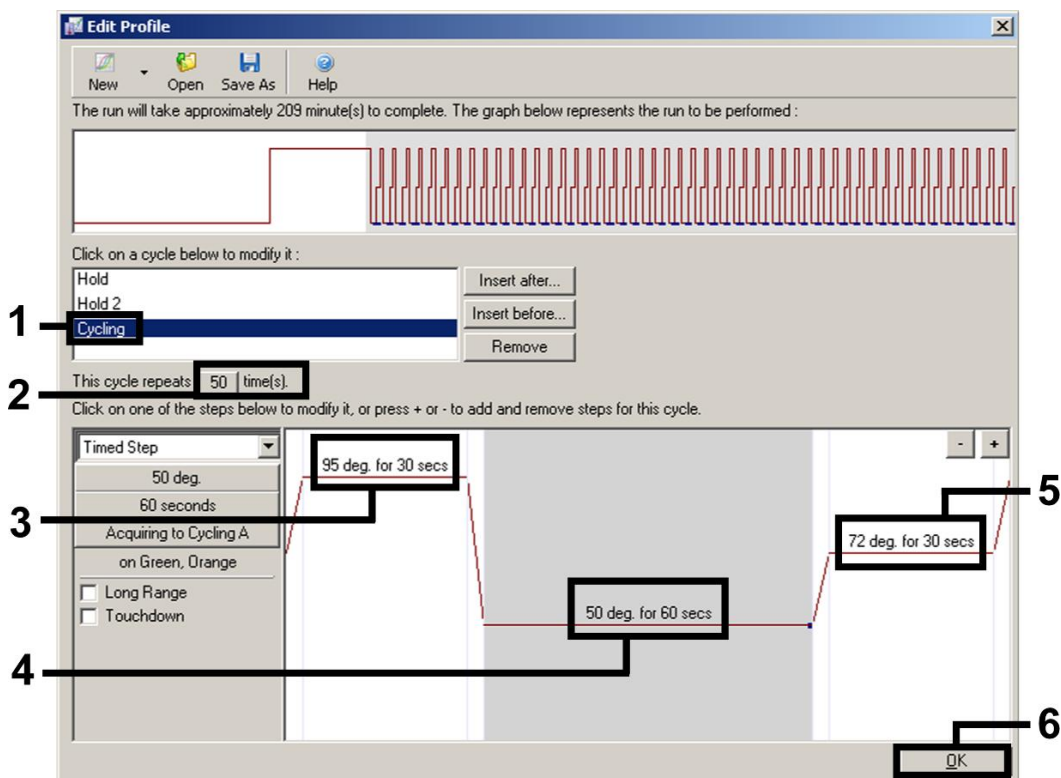 Edit Profile
New Open Save As Help
The run will take approximately 209 minute(s) to complete. The graph below represents the run to be performed :
Click on a cycle below to modify it :
Hold
Insert after...
Hold 2
Insert before...
1
Cycling
Remove
2
This cycle repeats 50 time(s).
Click on one of the steps below to modify it, or press + or - to add and remove steps for this cycle.
Timed Step
- +
50 deg.
60 seconds
Acquiring to Cycling A
on Green, Orange
Long Range
Touchdown
95 deg. for 30 secs
3
50 deg. for 60 secs
4
72 deg. for 30 secs
5
OK
6